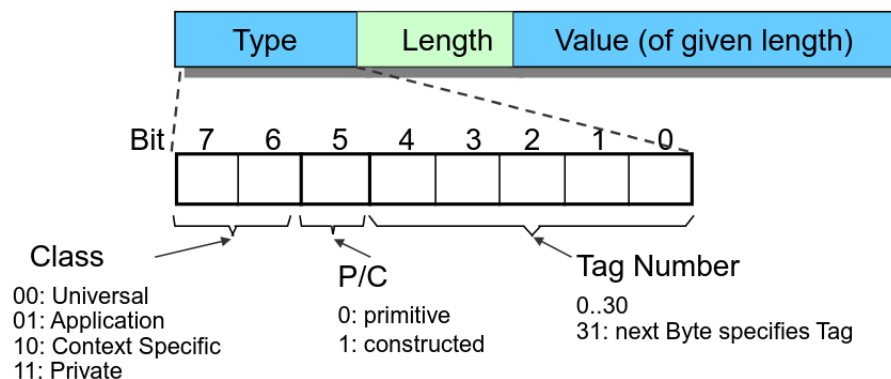 Type Length Value (of given length)
Bit 7 6 5 4 3 2 1 0
Class
00: Universal
01: Application
10: Context Specific
11: Private
P/C
0: primitive
1: constructed
Tag Number
0..30
31: next Byte specifies Tag